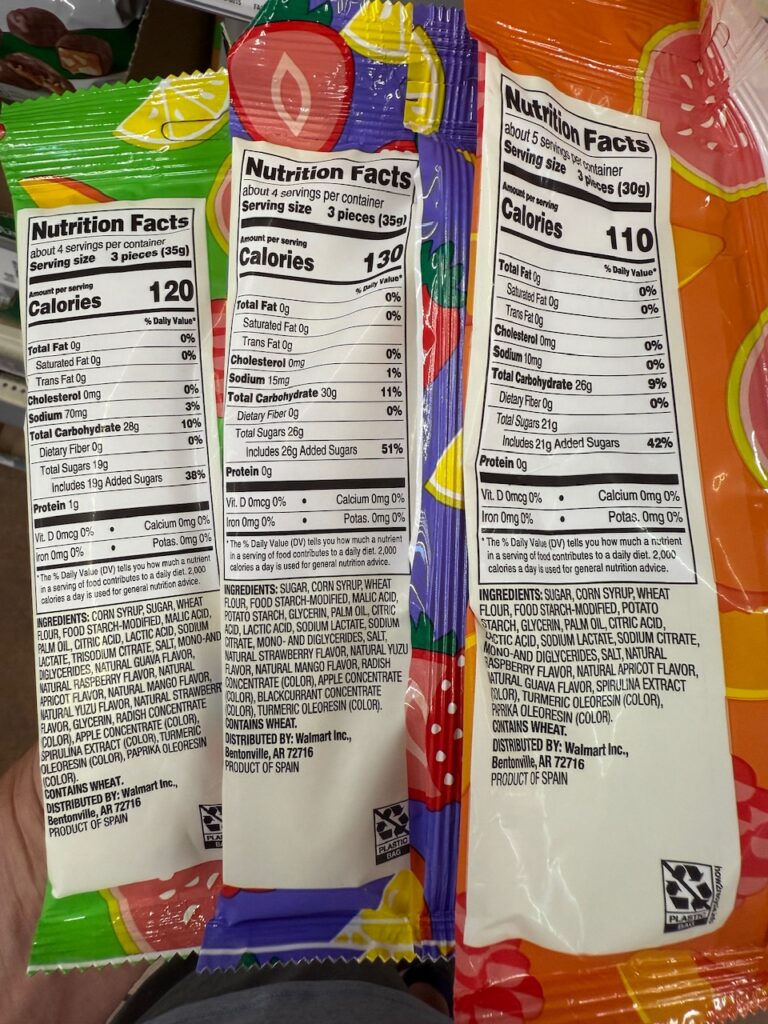 Nutrition Facts
about 4 servings per container
Serving size 3 pieces (35g)
Amount per serving
Calories 120
% Daily Value*
Total Fat 0g 0%
Saturated Fat 0g 0%
Trans Fat 0g
Cholesterol 0mg 0%
Sodium 70mg 3%
Total Carbohydrate 28g 10%
Dietary Fiber 0g 0%
Total Sugars 19g
Includes 19g Added Sugars 38%
Protein 1g
Vit. D 0mcg 0% • Calcium 0mg 0%
Iron 0mg 0% • Potas. 0mg 0%
*The % Daily Value (DV) tells you how much a nutrient
in a serving of food contributes to a daily diet. 2,000
calories a day is used for general nutrition advice.
INGREDIENTS: CORN SYRUP, SUGAR, WHEAT
FLOUR, FOOD STARCH-MODIFIED, MALIC ACID,
PALM OIL, CITRIC ACID, LACTIC ACID, SODIUM
LACTATE, TRISODIUM CITRATE, SALT, MONO-AND
DIGLYCERIDES, NATURAL GUAVA FLAVOR,
NATURAL RASPBERRY FLAVOR, NATURAL
APRICOT FLAVOR, NATURAL MANGO FLAVOR,
NATURAL YUZU FLAVOR, NATURAL STRAWBERRY
FLAVOR, GLYCERIN, RADISH CONCENTRATE
(COLOR), APPLE CONCENTRATE (COLOR),
SPIRULINA EXTRACT (COLOR), TURMERIC
OLEORESIN (COLOR), PAPRIKA OLEORESIN
(COLOR).
CONTAINS WHEAT.
DISTRIBUTED BY: Walmart Inc.,
Bentonville, AR 72716
PRODUCT OF SPAIN
Nutrition Facts
about 4 servings per container
Serving size 3 pieces (35g)
Amount per serving
Calories 130
% Daily Value*
Total Fat 0g 0%
Saturated Fat 0g 0%
Trans Fat 0g
Cholesterol 0mg 0%
Sodium 15mg 1%
Total Carbohydrate 30g 11%
Dietary Fiber 0g 0%
Total Sugars 26g
Includes 26g Added Sugars 51%
Protein 0g
Vit. D 0mcg 0% • Calcium 0mg 0%
Iron 0mg 0% • Potas. 0mg 0%
*The % Daily Value (DV) tells you how much a nutrient
in a serving of food contributes to a daily diet. 2,000
calories a day is used for general nutrition advice.
INGREDIENTS: SUGAR, CORN SYRUP, WHEAT
FLOUR, FOOD STARCH-MODIFIED, MALIC ACID,
POTATO STARCH, GLYCERIN, PALM OIL, CITRIC
ACID, LACTIC ACID, SODIUM LACTATE, SODIUM
CITRATE, MONO- AND DIGLYCERIDES, SALT,
NATURAL STRAWBERRY FLAVOR, NATURAL YUZU
FLAVOR, NATURAL MANGO FLAVOR, RADISH
CONCENTRATE (COLOR), APPLE CONCENTRATE
(COLOR), BLACKCURRANT CONCENTRATE
(COLOR), TURMERIC OLEORESIN (COLOR).
CONTAINS WHEAT.
DISTRIBUTED BY: Walmart Inc.,
Bentonville, AR 72716
PRODUCT OF SPAIN
PLASTIC
BAG
Nutrition Facts
about 5 servings per container
Serving size 3 pieces (30g)
Amount per serving
Calories 110
% Daily Value*
Total Fat 0g 0%
Saturated Fat 0g 0%
Trans Fat 0g
Cholesterol 0mg 0%
Sodium 10mg 0%
Total Carbohydrate 26g 9%
Dietary Fiber 0g 0%
Total Sugars 21g
Includes 21g Added Sugars 42%
Protein 0g
Vit. D 0mcg 0% • Calcium 0mg 0%
Iron 0mg 0% • Potas. 0mg 0%
*The % Daily Value (DV) tells you how much a nutrient
in a serving of food contributes to a daily diet. 2,000
calories a day is used for general nutrition advice.
INGREDIENTS: SUGAR, CORN SYRUP, WHEAT
FLOUR, FOOD STARCH-MODIFIED, POTATO
STARCH, GLYCERIN, PALM OIL, CITRIC ACID,
LACTIC ACID, SODIUM LACTATE, SODIUM CITRATE,
MONO-AND DIGLYCERIDES, SALT, NATURAL
RASPBERRY FLAVOR, NATURAL APRICOT FLAVOR,
NATURAL GUAVA FLAVOR, SPIRULINA EXTRACT
(COLOR), TURMERIC OLEORESIN (COLOR),
PAPRIKA OLEORESIN (COLOR).
CONTAINS WHEAT.
DISTRIBUTED BY: Walmart Inc.,
Bentonville, AR 72716
PRODUCT OF SPAIN
PLASTIC
BAG